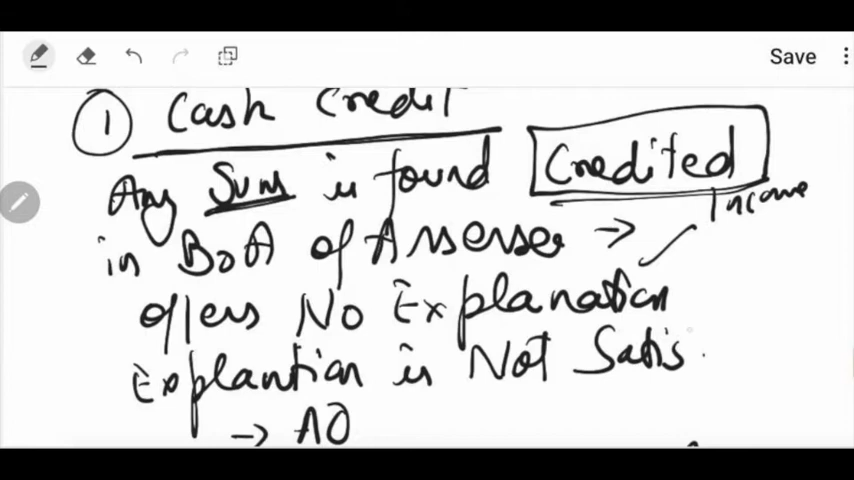 Save
1 Cash Credit
Any Sum is found Credited
Income
in BoA of Assessee →
offers No Explanation
Explantion is Not Satis.
→ AO